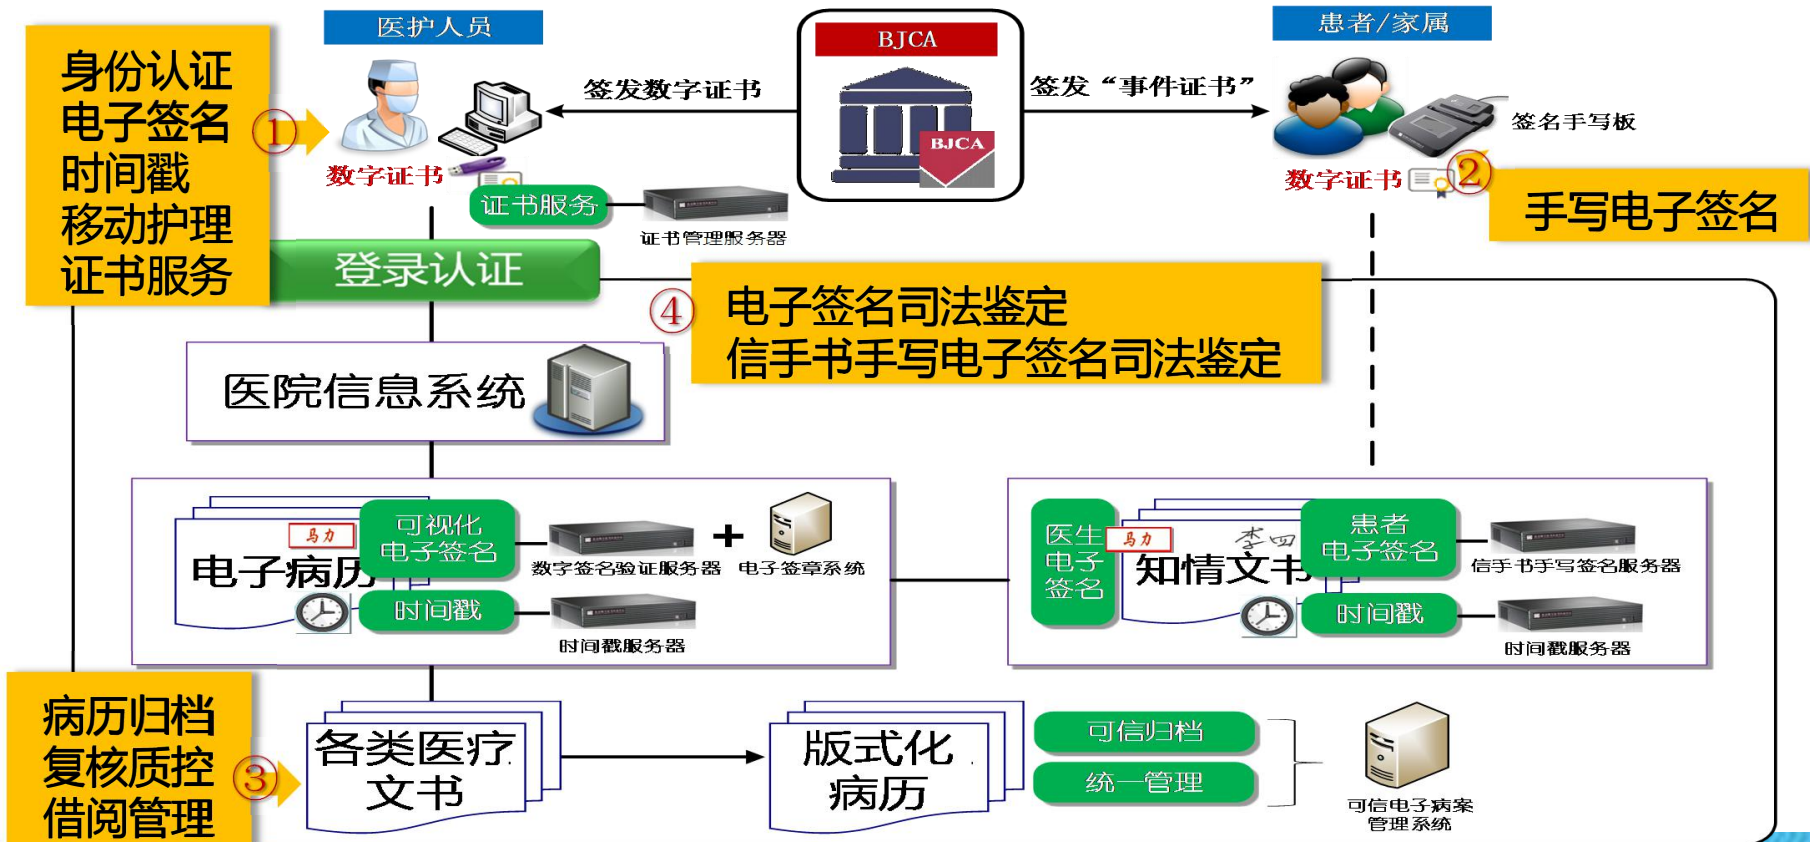 医护人员
BJCA
患者/家属
身份认证
电子签名
时间戳
移动护理
证书服务
①
签发数字证书
签发“事件证书”
BJCA
签名手写板
数字证书
数字证书
②
手写电子签名
证书服务
证书管理服务器
登录认证
④
电子签名司法鉴定
信手书手写电子签名司法鉴定
医院信息系统
马力
电子病历
可视化
电子签名
数字签名验证服务器
+
电子签章系统
时间戳
时间戳服务器
医生
电子
签名
马力
李四
知情文书
患者
电子签名
信手书手写签名服务器
时间戳
时间戳服务器
病历归档
复核质控
借阅管理
③
各类医疗
文书
版式化
病历
可信归档
统一管理
可信电子病案
管理系统